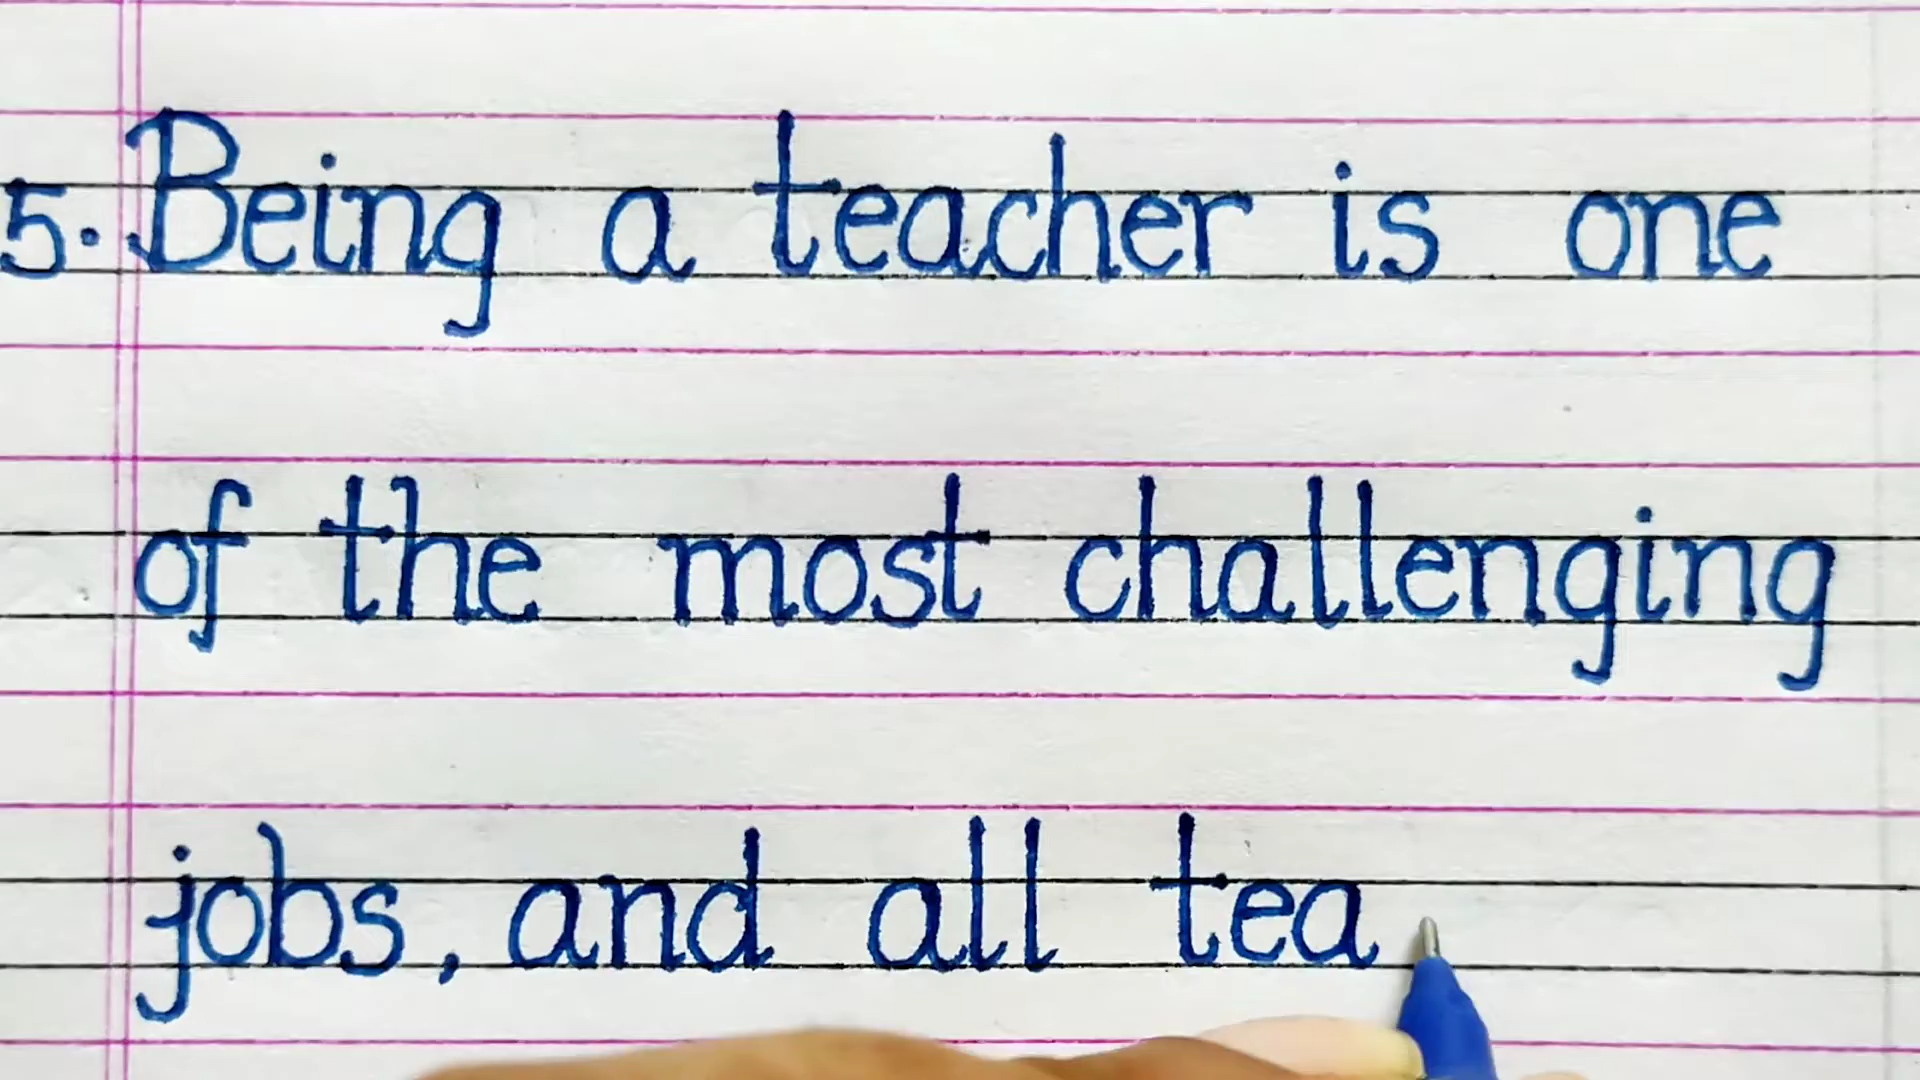 5. Being a teacher is one
of the most challenging
jobs, and all tea